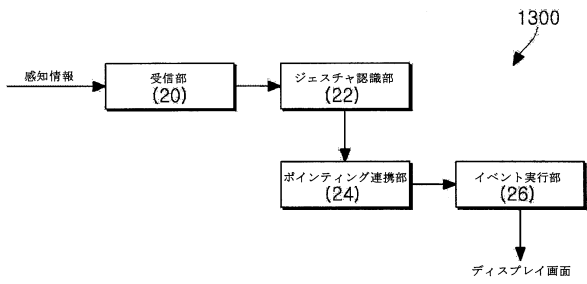 1300
感知情報
受信部
(20)
ジェスチャ認識部
(22)
ポインティング連携部
(24)
イベント実行部
(26)
ディスプレイ画面